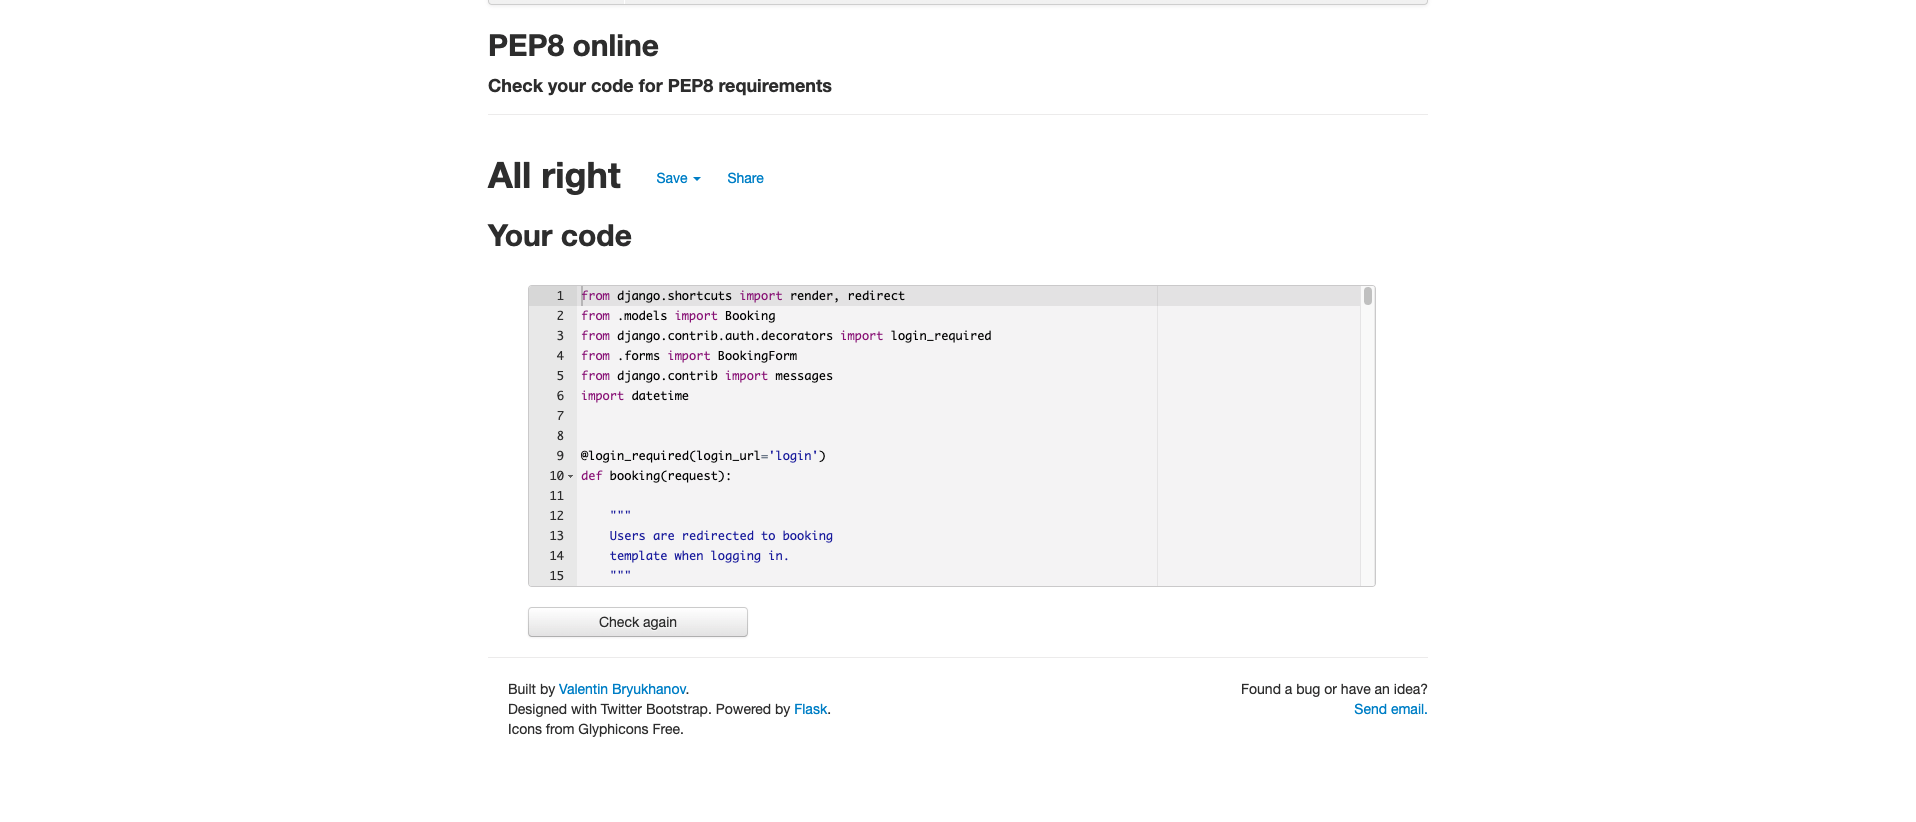 PEP8 online
Check your code for PEP8 requirements
All right Save Share
Your code
1 from django.shortcuts import render, redirect
2 from .models import Booking
3 from django.contrib.auth.decorators import login_required
4 from .forms import BookingForm
5 from django.contrib import messages
6 import datetime
7
8
9 @login_required(login_url='login')
10 def booking(request):
11
12     """
13     Users are redirected to booking
14     template when logging in.
15     """
Check again
Built by Valentin Bryukhanov.
Designed with Twitter Bootstrap. Powered by Flask.
Icons from Glyphicons Free.
Found a bug or have an idea?
Send email.